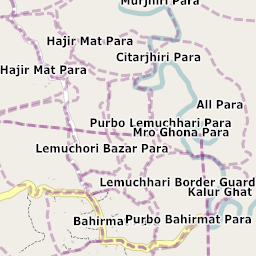 Murjhiri Para
Hajir Mat Para
Citarjhiri Para
Hajir Mat Para
All Para
Purbo Lemuchhari Para
Mro Ghona Para
Lemuchori Bazar Para
Lemuchhari Border Guard
Kalur Ghat
Bahirma
Purbo Bahirmat Para